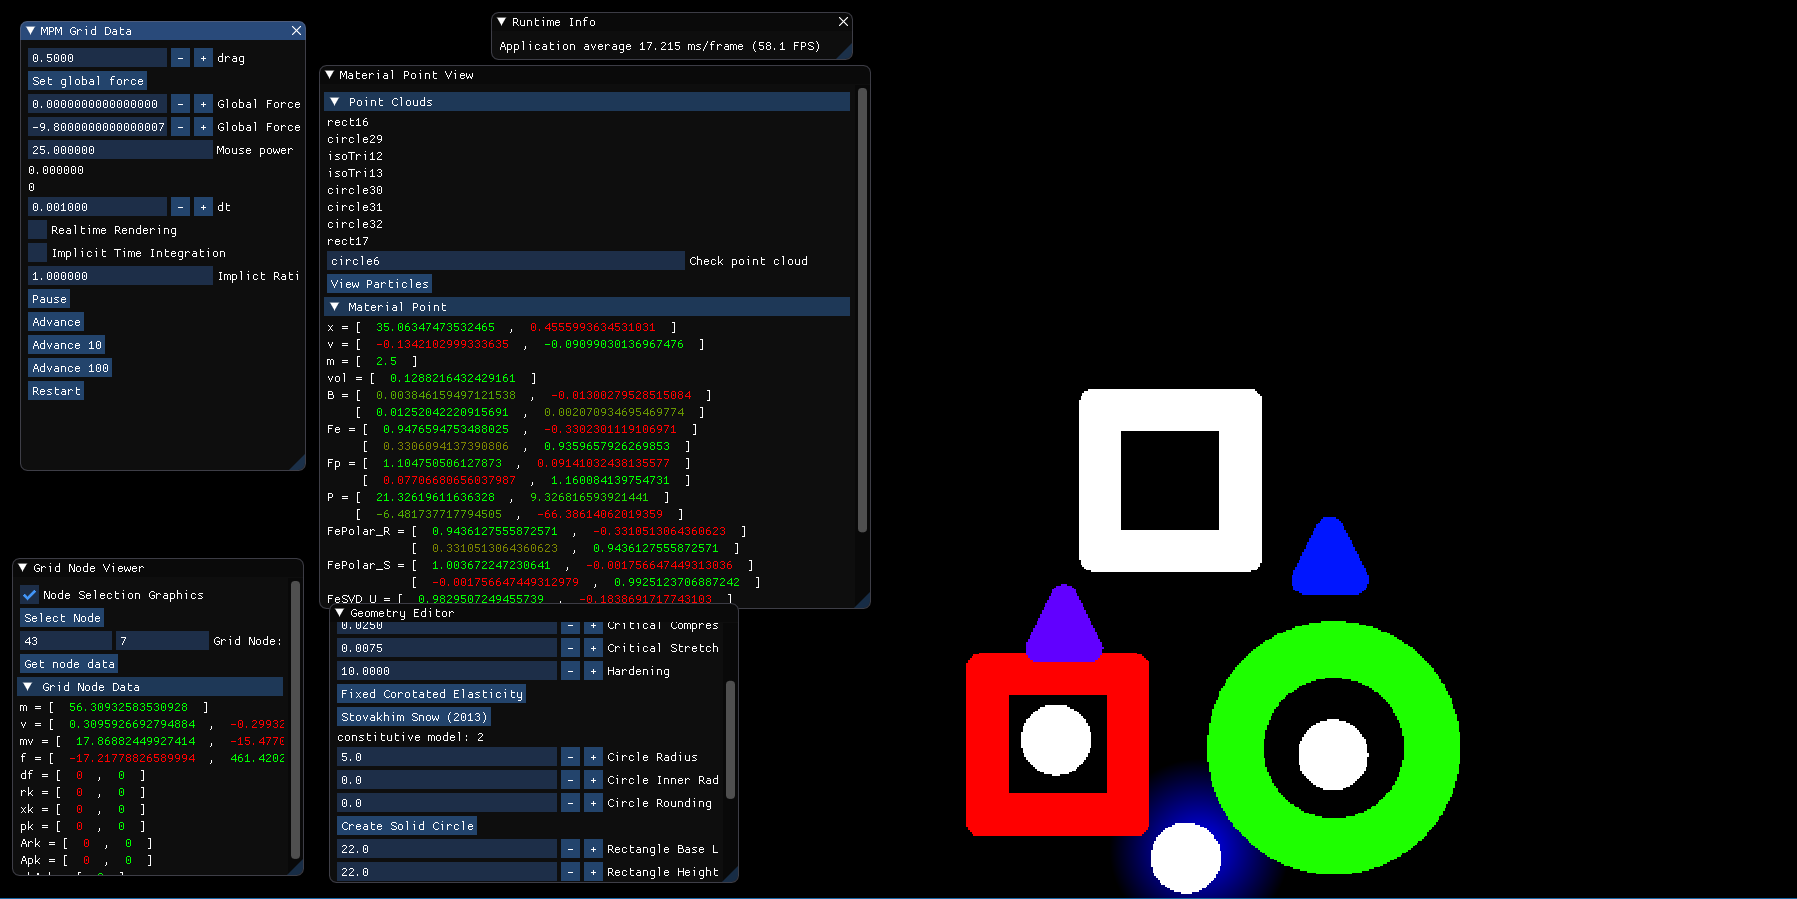 MPM Grid Data
0.5000 - + drag
Set global force
0.0000000000000000 - + Global Force
-9.8000000000000007 - + Global Force
25.000000 Mouse power
0.000000
0
0.001000 - + dt
Realtime Rendering
Implicit Time Integration
1.000000 Implict Rati
Pause
Advance
Advance 10
Advance 100
Restart
Runtime Info
Application average 17.215 ms/frame (58.1 FPS)
Material Point View
Point Clouds
rect16
circle29
isoTri12
isoTri13
circle30
circle31
circle32
rect17
circle6 Check point cloud
View Particles
Material Point
x = [ 35.06347473532465 , 0.4555993634531031 ]
v = [ -0.1342102999333635 , -0.09099030136967476 ]
m = [ 2.5 ]
vol = [ 0.1288216432429161 ]
B = [ 0.003846159497121538 , -0.01300279528515084 ]
[ 0.01252042220915691 , 0.002070934695469774 ]
Fe = [ 0.9476594753488025 , -0.3302301119106971 ]
[ 0.3306094137390806 , 0.9359657926269853 ]
Fp = [ 1.104750506127873 , 0.09141032438135577 ]
[ 0.07706680656037987 , 1.160084139754731 ]
P = [ 21.32619611636328 , 9.326816593921441 ]
[ -6.481737717794505 , -66.38614062019359 ]
FePolar_R = [ 0.9436127555872571 , -0.3310513064360623 ]
[ 0.3310513064360623 , 0.9436127555872571 ]
FePolar_S = [ 1.003672247230641 , -0.001756647449313036 ]
[ -0.001756647449312979 , 0.9925123706887242 ]
FeSVD_U = [ 0.9829507249455739 , -0.1838691717743103 ]
Grid Node Viewer
Node Selection Graphics
Select Node
43 7 Grid Node:
Get node data
Grid Node Data
m = [ 56.30932583530928 ]
v = [ 0.3095926692794884 , -0.29932
mv = [ 17.86882449927414 , -15.4770
f = [ -17.21770826589994 , 461.4202
df = [ 0 , 0 ]
rk = [ 0 , 0 ]
xk = [ 0 , 0 ]
pk = [ 0 , 0 ]
Ark = [ 0 , 0 ]
Apk = [ 0 , 0 ]
Geometry Editor
0.0250 - + Critical Compres
0.0075 - + Critical Stretch
10.0000 - + Hardening
Fixed Corotated Elasticity
Stovakhim Snow (2013)
constitutive model: 2
5.0 - + Circle Radius
0.0 - + Circle Inner Rad
0.0 - + Circle Rounding
Create Solid Circle
22.0 - + Rectangle Base L
22.0 - + Rectangle Height